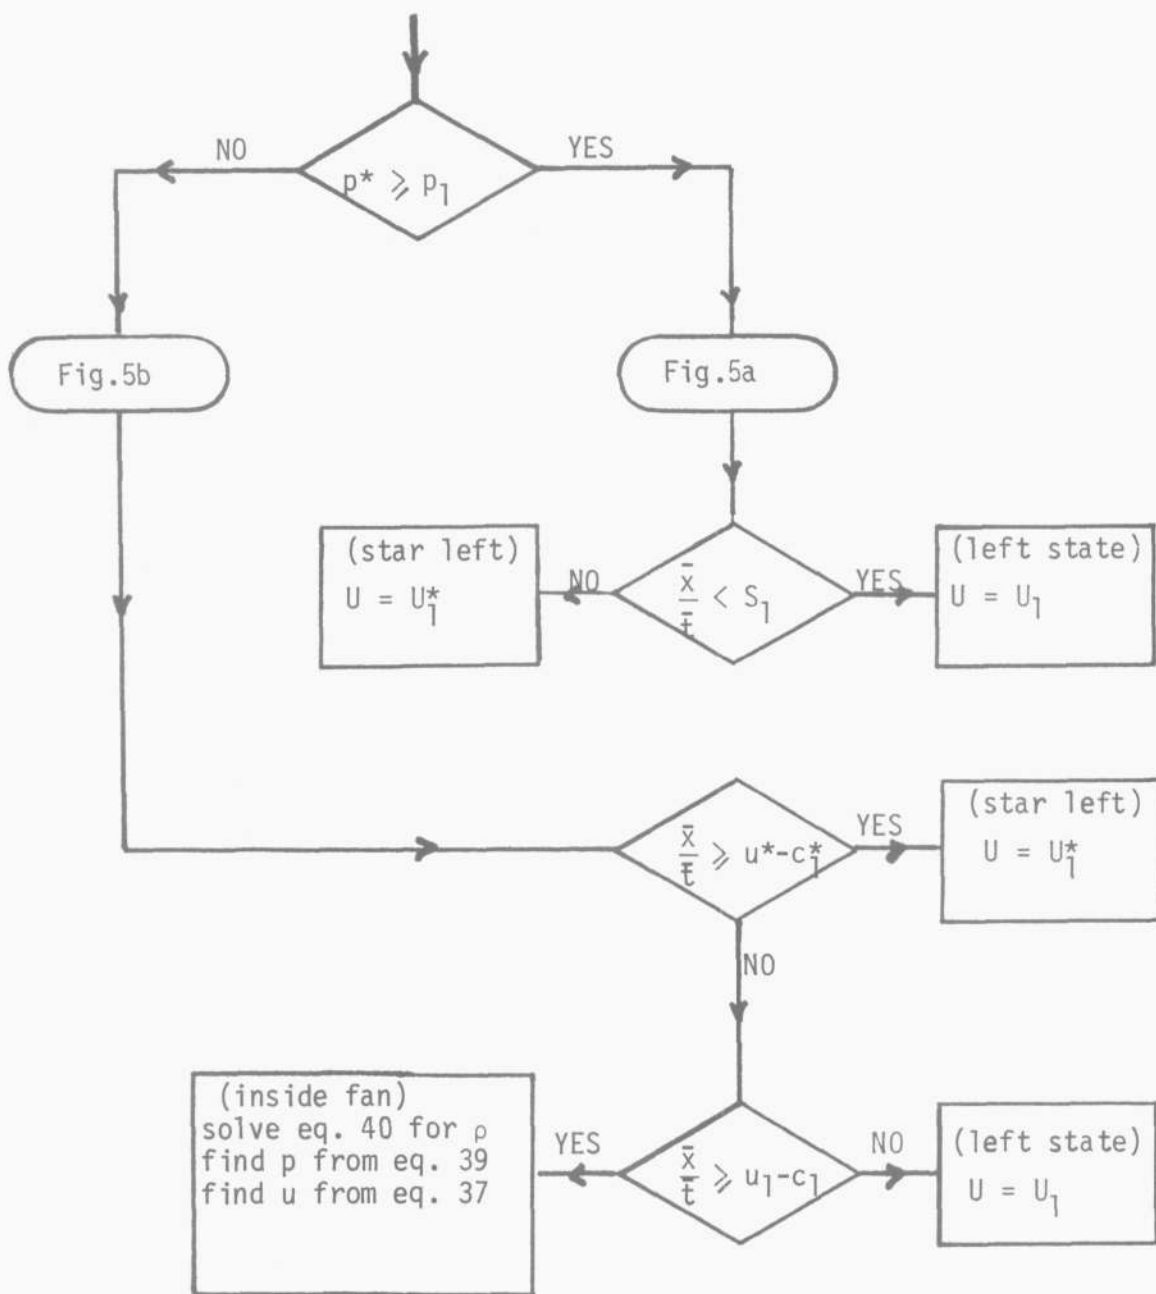 NO
YES
p* ⩾ p1
Fig.5b
Fig.5a
(star left)
U = U1*
NO
x̄/t̄ < S1
YES
(left state)
U = U1
x̄/t̄ ⩾ u*-c1*
YES
(star left)
U = U1*
NO
(inside fan)
solve eq. 40 for ρ
find p from eq. 39
find u from eq. 37
YES
x̄/t̄ ⩾ u1-c1
NO
(left state)
U = U1